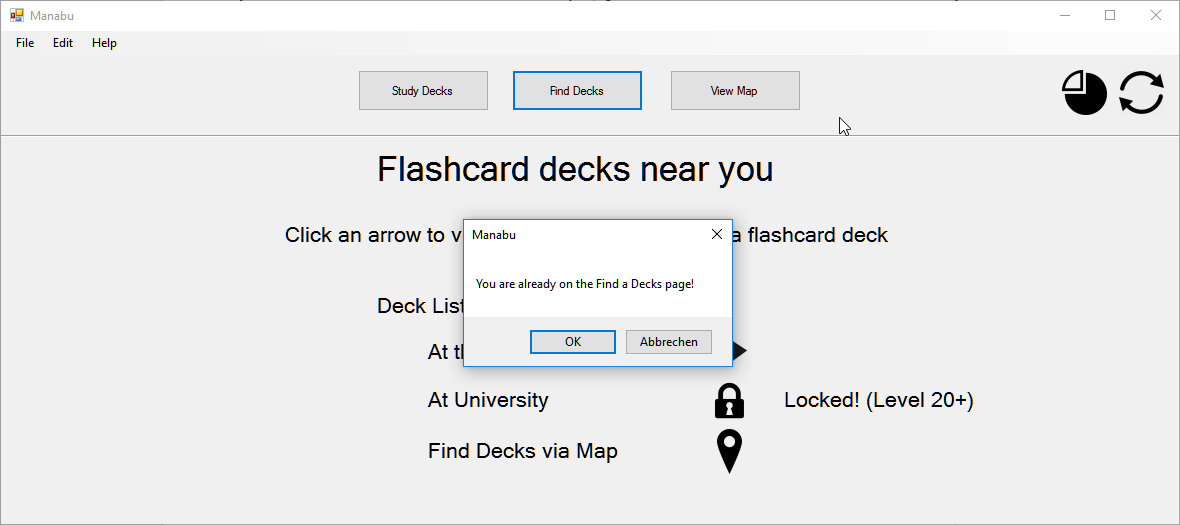 Manabu
File Edit Help
Study Decks Find Decks View Map
Flashcard decks near you
Click an arrow to v a flashcard deck
Manabu
You are already on the Find a Decks page!
OK Abbrechen
Deck List
At th
At University Locked! (Level 20+)
Find Decks via Map